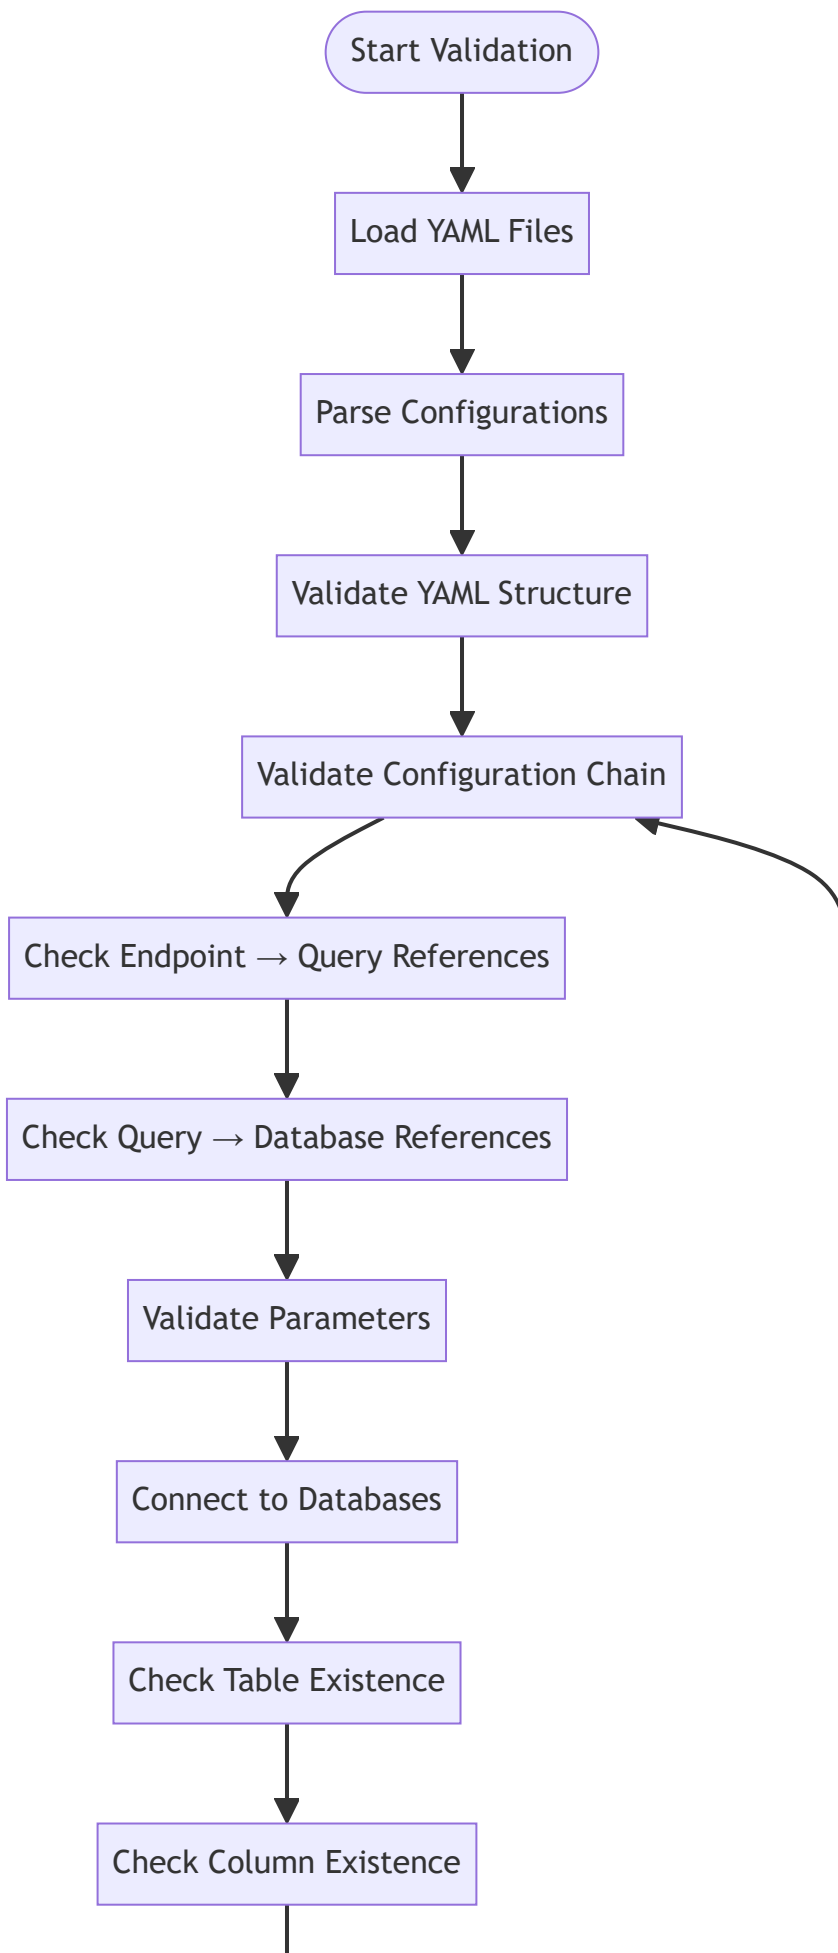 Start Validation
Load YAML Files
Parse Configurations
Validate YAML Structure
Validate Configuration Chain
Check Endpoint → Query References
Check Query → Database References
Validate Parameters
Connect to Databases
Check Table Existence
Check Column Existence